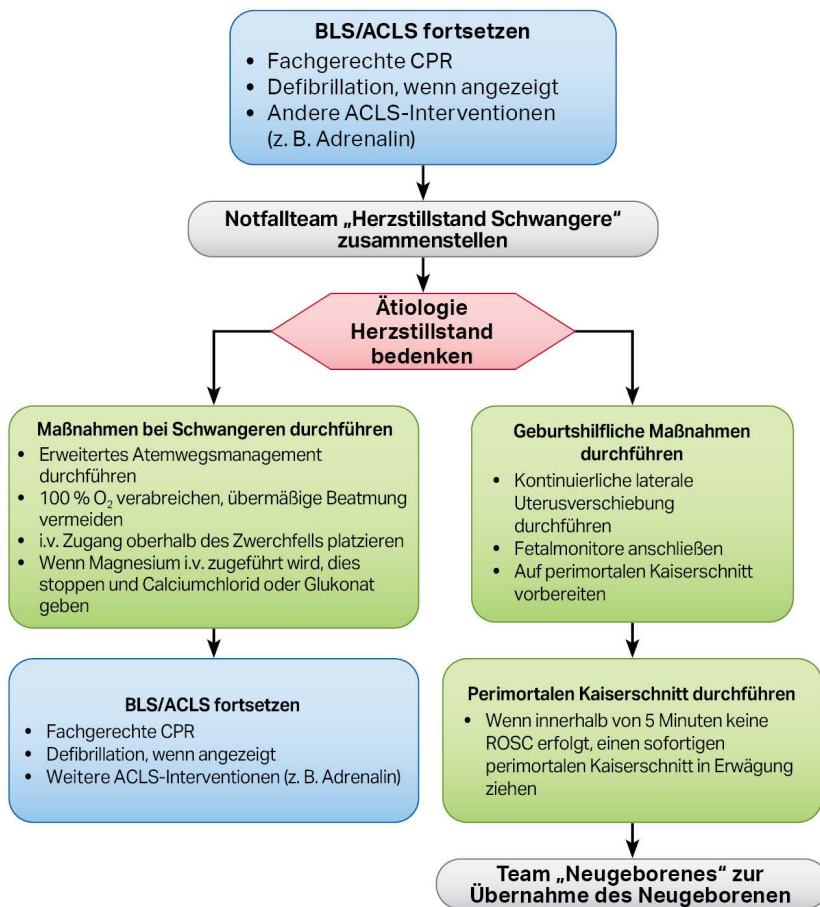 BLS/ACLS fortsetzen
• Fachgerechte CPR
• Defibrillation, wenn angezeigt
• Andere ACLS-Interventionen
(z. B. Adrenalin)
Notfallteam „Herzstillstand Schwangere“
zusammenstellen
Ätiologie
Herzstillstand
bedenken
Maßnahmen bei Schwangeren durchführen
• Erweitertes Atemwegsmanagement
durchführen
• 100 % O₂ verabreichen, übermäßige Beatmung
vermeiden
• i.v. Zugang oberhalb des Zwerchfells platzieren
• Wenn Magnesium i.v. zugeführt wird, dies
stoppen und Calciumchlorid oder Glukonat
geben
BLS/ACLS fortsetzen
• Fachgerechte CPR
• Defibrillation, wenn angezeigt
• Weitere ACLS-Interventionen (z. B. Adrenalin)
Geburtshilfliche Maßnahmen
durchführen
• Kontinuierliche laterale
Uterusverschiebung
durchführen
• Fetalmonitore anschließen
• Auf perimortalen Kaiserschnitt
vorbereiten
Perimortalen Kaiserschnitt durchführen
• Wenn innerhalb von 5 Minuten keine
ROSC erfolgt, einen sofortigen
perimortalen Kaiserschnitt in Erwägung
ziehen
Team „Neugeborenes“ zur
Übernahme des Neugeborenen